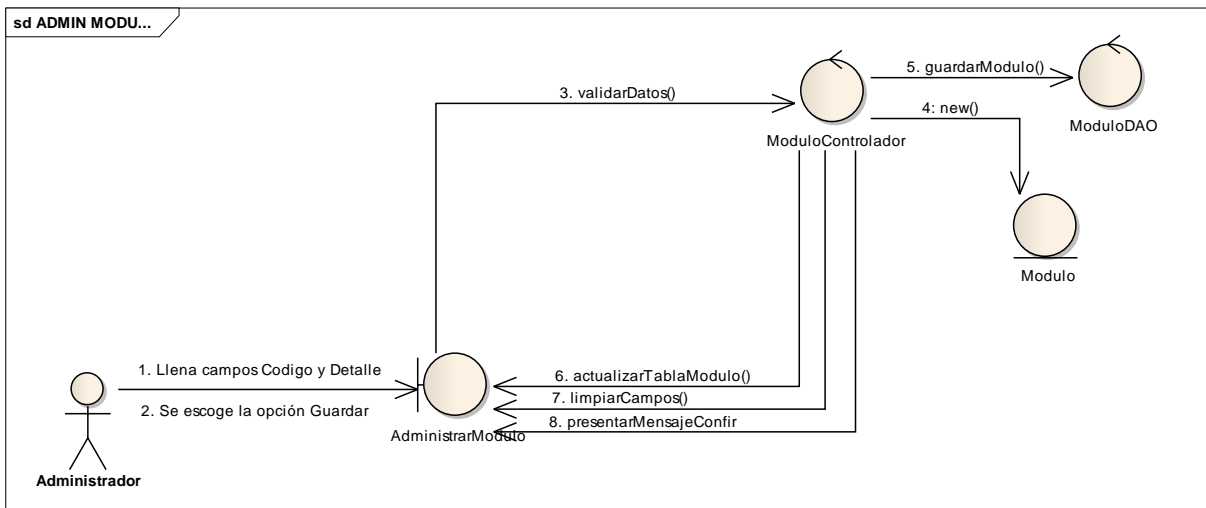 sd ADMIN MODU...
5. guardarModulo()
3. validarDatos()
4: new()
ModuloDAO
ModuloControlador
Modulo
1. Llena campos Codigo y Detalle
6. actualizarTablaModulo()
7. limpiarCampos()
2. Se escoge la opción Guardar
8. presentarMensajeConfir
AdministrarModulo
Administrador